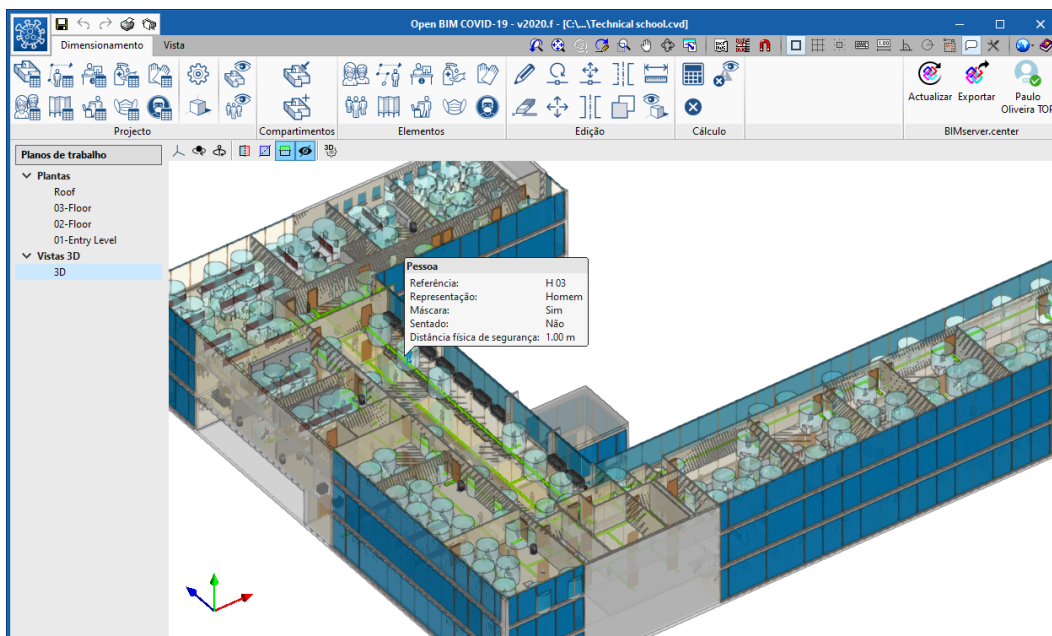 Open BIM COVID-19 - v2020.f - [C:\...\Technical school.cvd]
Dimensionamento Vista
Actualizar Exportar Paulo
Oliveira TOP
Projecto Compartimentos Elementos Edição Cálculo BIMserver.center
Planos de trabalho
Plantas
Roof
03-Floor
02-Floor
01-Entry Level
Vistas 3D
3D
3D
Pessoa
Referência: H 03
Representação: Homem
Máscara: Sim
Sentado: Não
Distância física de segurança: 1.00 m